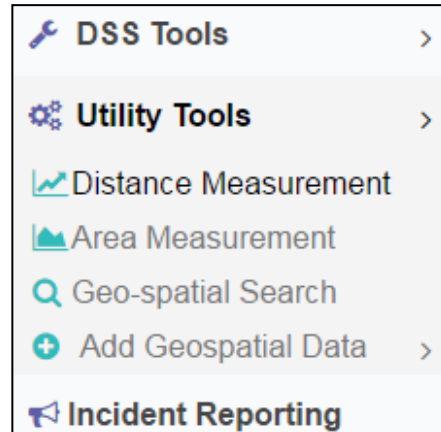 DSS Tools
Utility Tools
Distance Measurement
Area Measurement
Geo-spatial Search
Add Geospatial Data
Incident Reporting